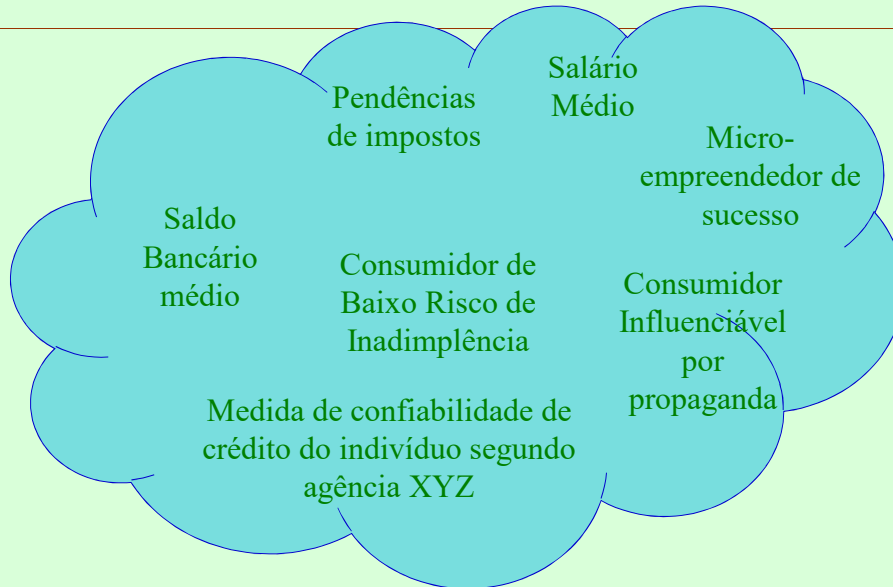 Pendências
de impostos
Salário
Médio
Micro-
empreendedor de
sucesso
Saldo
Bancário
médio
Consumidor de
Baixo Risco de
Inadimplência
Consumidor
Influenciável
por
propaganda
Medida de confiabilidade de
crédito do indivíduo segundo
agência XYZ